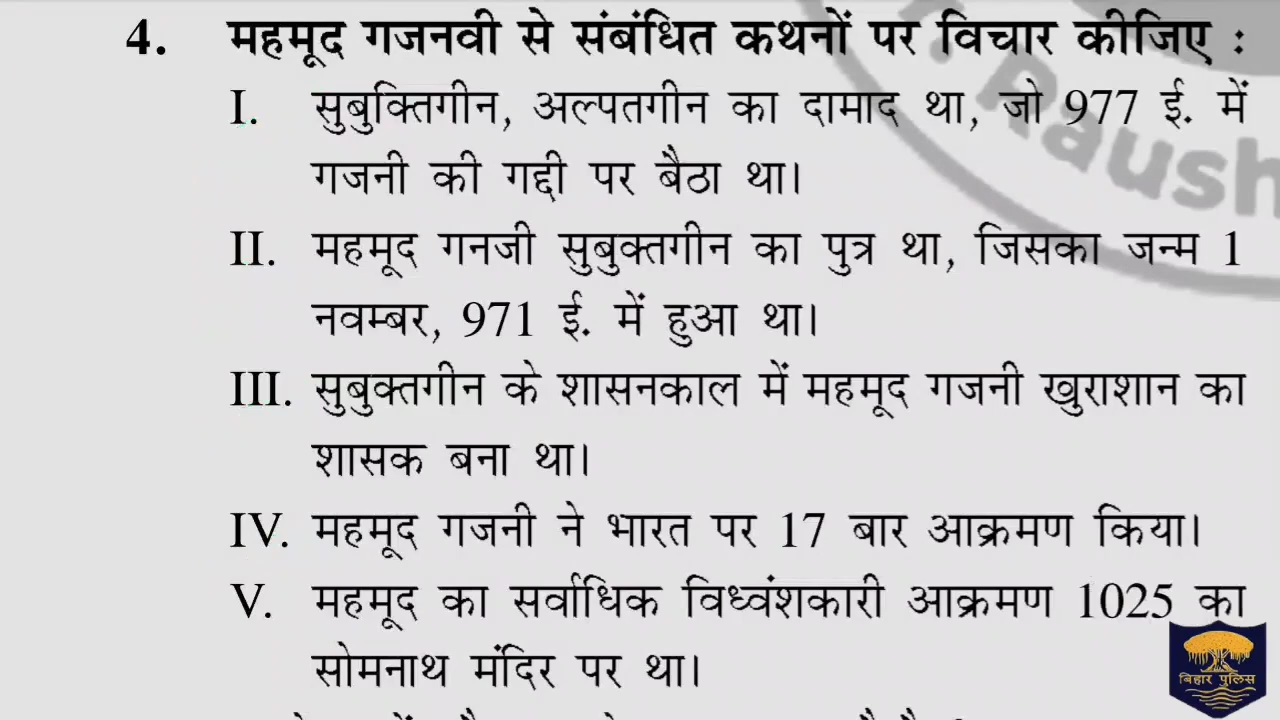 4. महमूद गजनवी से संबंधित कथनों पर विचार कीजिए :
I. सुबुक्तिगीन, अल्पतगीन का दामाद था, जो 977 ई. में
गजनी की गद्दी पर बैठा था।
II. महमूद गनजी सुबुक्तगीन का पुत्र था, जिसका जन्म 1
नवम्बर, 971 ई. में हुआ था।
III. सुबुक्तगीन के शासनकाल में महमूद गजनी खुराशान का
शासक बना था।
IV. महमूद गजनी ने भारत पर 17 बार आक्रमण किया।
V. महमूद का सर्वाधिक विध्वंशकारी आक्रमण 1025 का
सोमनाथ मंदिर पर था।
बिहार पुलिस